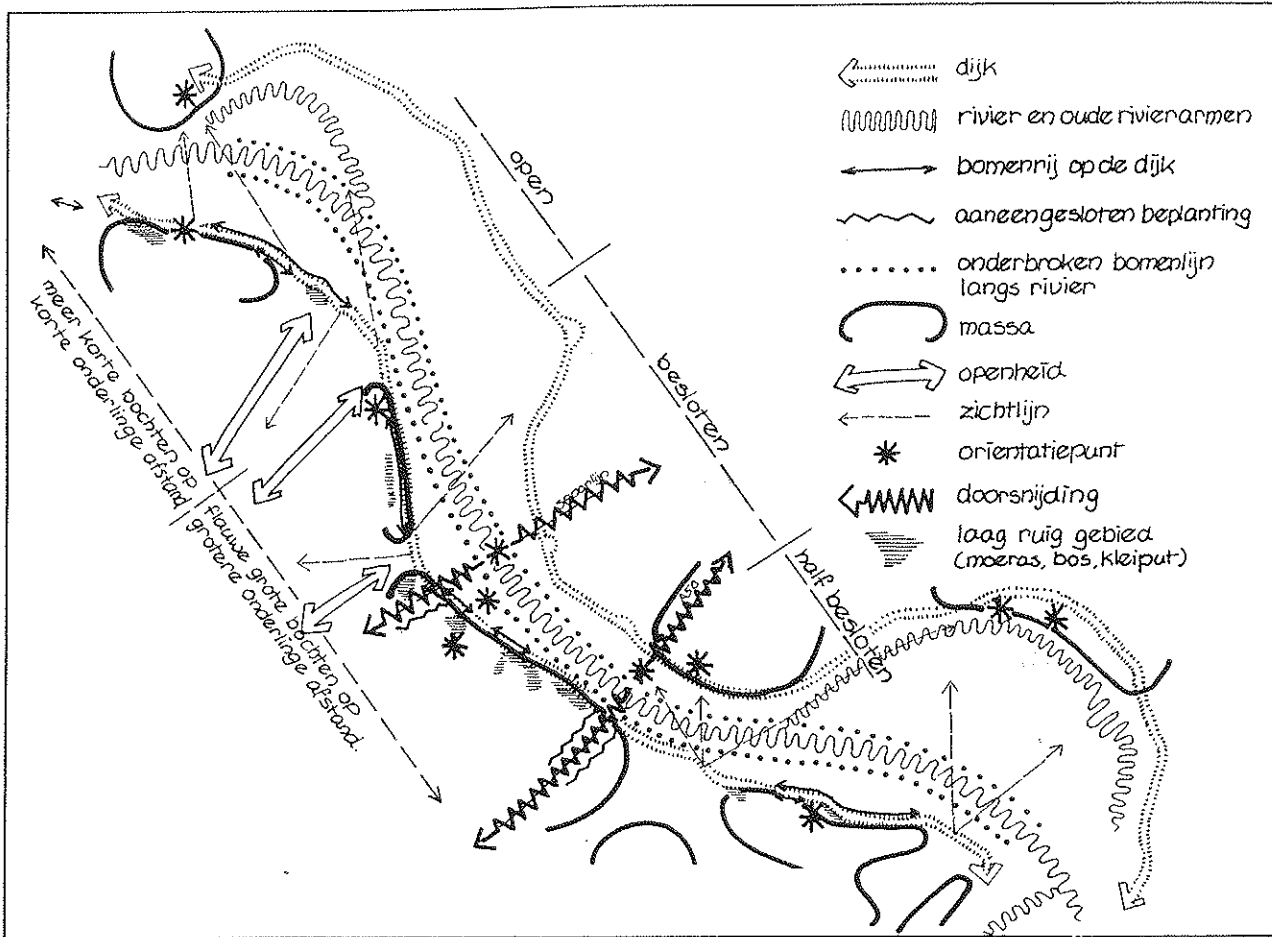 dijk
rivier en oude rivierarmen
bomenrij op de dijk
aaneengesloten beplanting
onderbroken bomenlijn
langs rivier
massa
openheid
zichtlijn
oriëntatiepunt
doorsnijding
laag ruig gebied
(moeras, bos, kleiput)
open
besloten
half besloten
meer korte bochten op
korte onderlinge afstand
flauwe grote bochten op
grotere onderlinge afstand.
A50